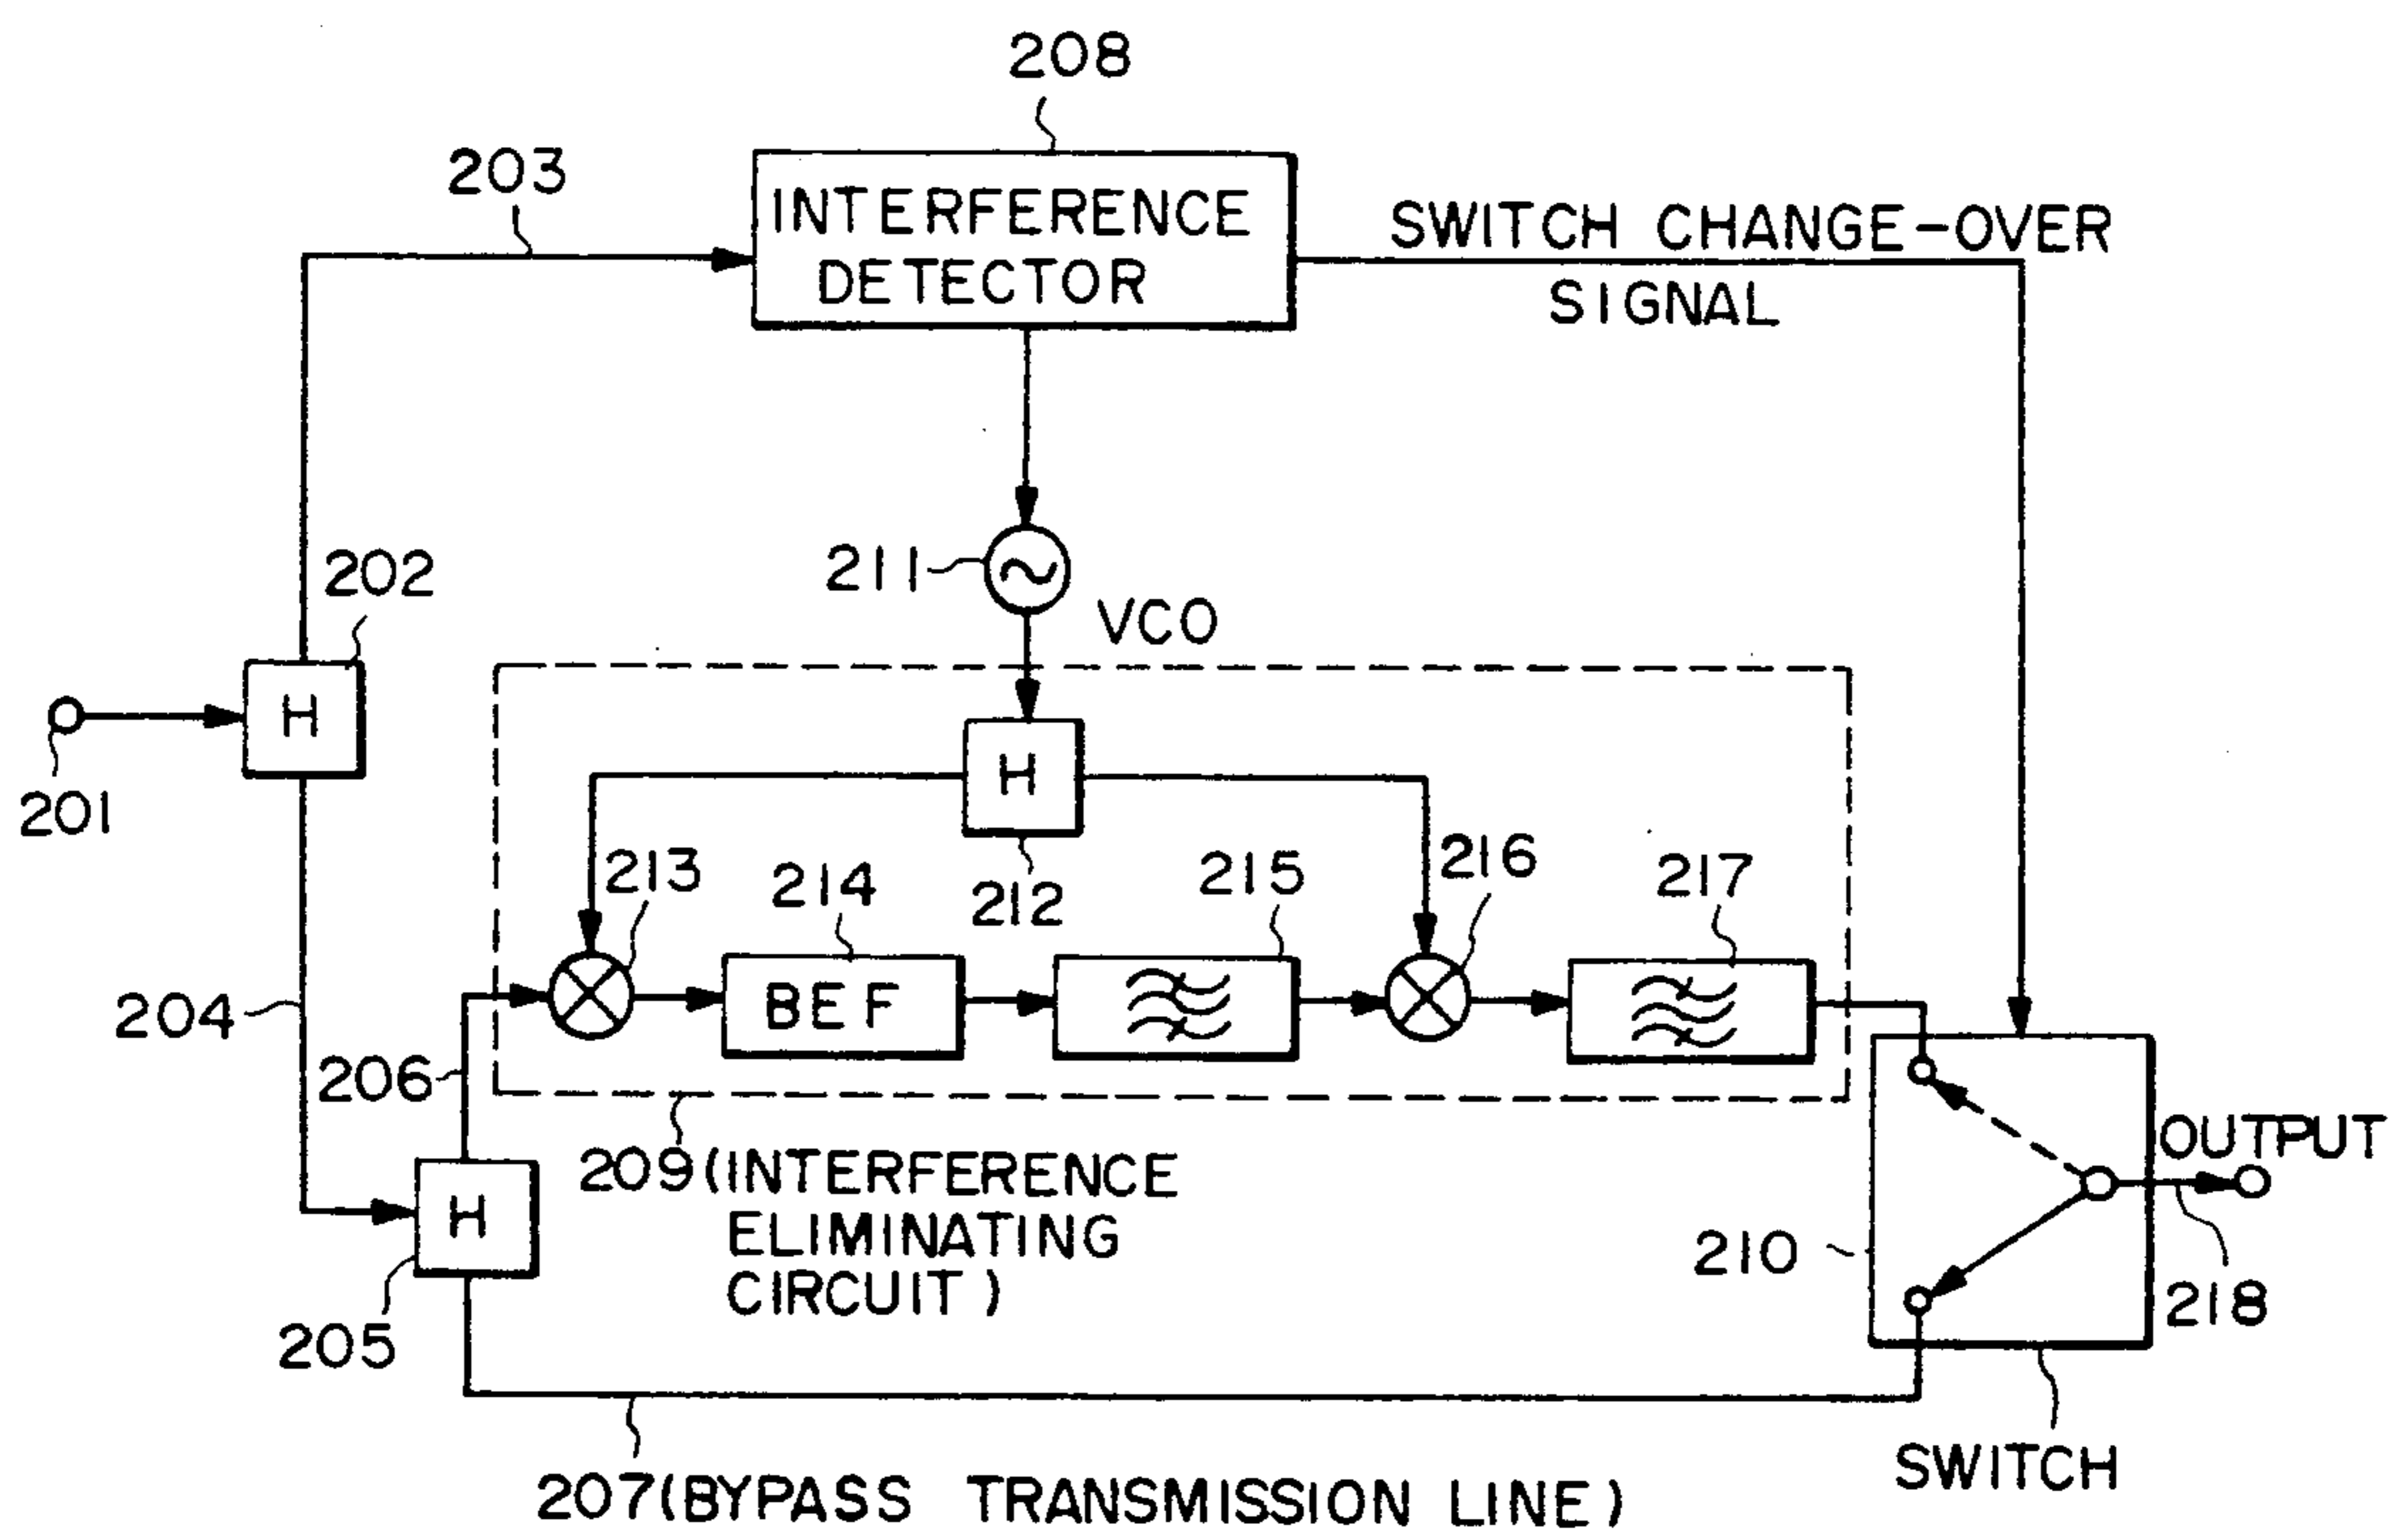 208
203
INTERFERENCE
DETECTOR
SWITCH CHANGE-OVER
SIGNAL
202
211
VCO
H
H
201
213
214
212
215
216
217
BEF
204
206
209(INTERFERENCE
ELIMINATING
CIRCUIT)
OUTPUT
H
210
218
205
SWITCH
207(BYPASS TRANSMISSION LINE)